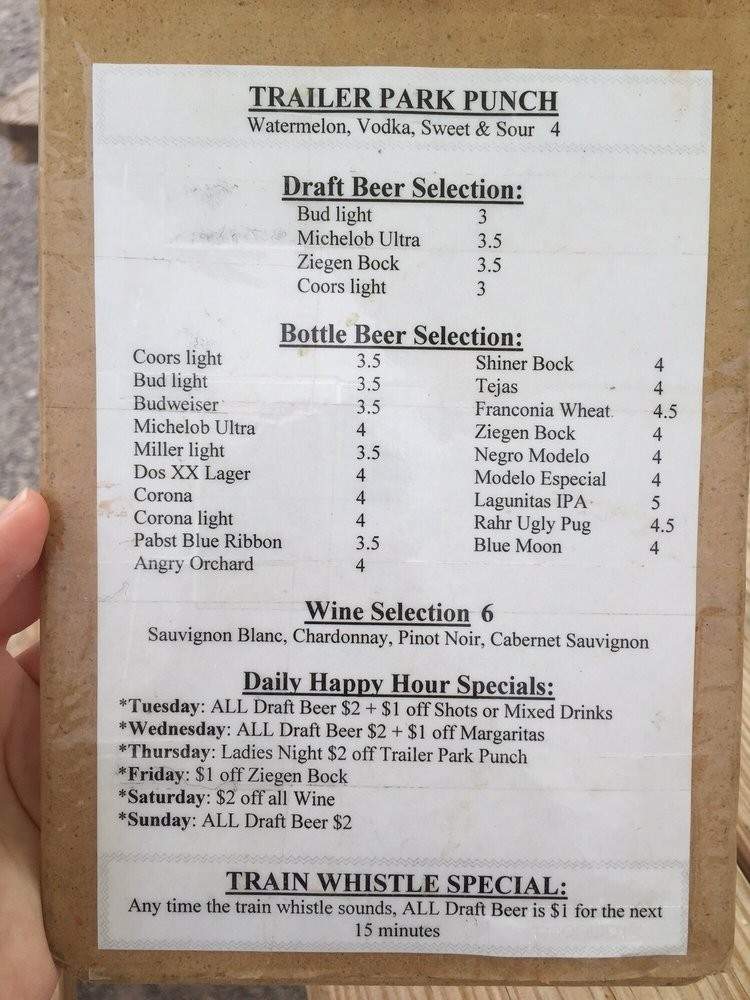 TRAILER PARK PUNCH
Watermelon, Vodka, Sweet & Sour 4
Draft Beer Selection:
Bud light 3
Michelob Ultra 3.5
Ziegen Bock 3.5
Coors light 3
Bottle Beer Selection:
Coors light 3.5
Bud light 3.5
Budweiser 3.5
Michelob Ultra 4
Miller light 3.5
Dos XX Lager 4
Corona 4
Corona light 4
Pabst Blue Ribbon 3.5
Angry Orchard 4
Shiner Bock 4
Tejas 4
Franconia Wheat 4.5
Ziegen Bock 4
Negro Modelo 4
Modelo Especial 4
Lagunitas IPA 5
Rahr Ugly Pug 4.5
Blue Moon 4
Wine Selection 6
Sauvignon Blanc, Chardonnay, Pinot Noir, Cabernet Sauvignon
Daily Happy Hour Specials:
*Tuesday: ALL Draft Beer $2 + $1 off Shots or Mixed Drinks
*Wednesday: ALL Draft Beer $2 + $1 off Margaritas
*Thursday: Ladies Night $2 off Trailer Park Punch
*Friday: $1 off Ziegen Bock
*Saturday: $2 off all Wine
*Sunday: ALL Draft Beer $2
TRAIN WHISTLE SPECIAL:
Any time the train whistle sounds, ALL Draft Beer is $1 for the next
15 minutes